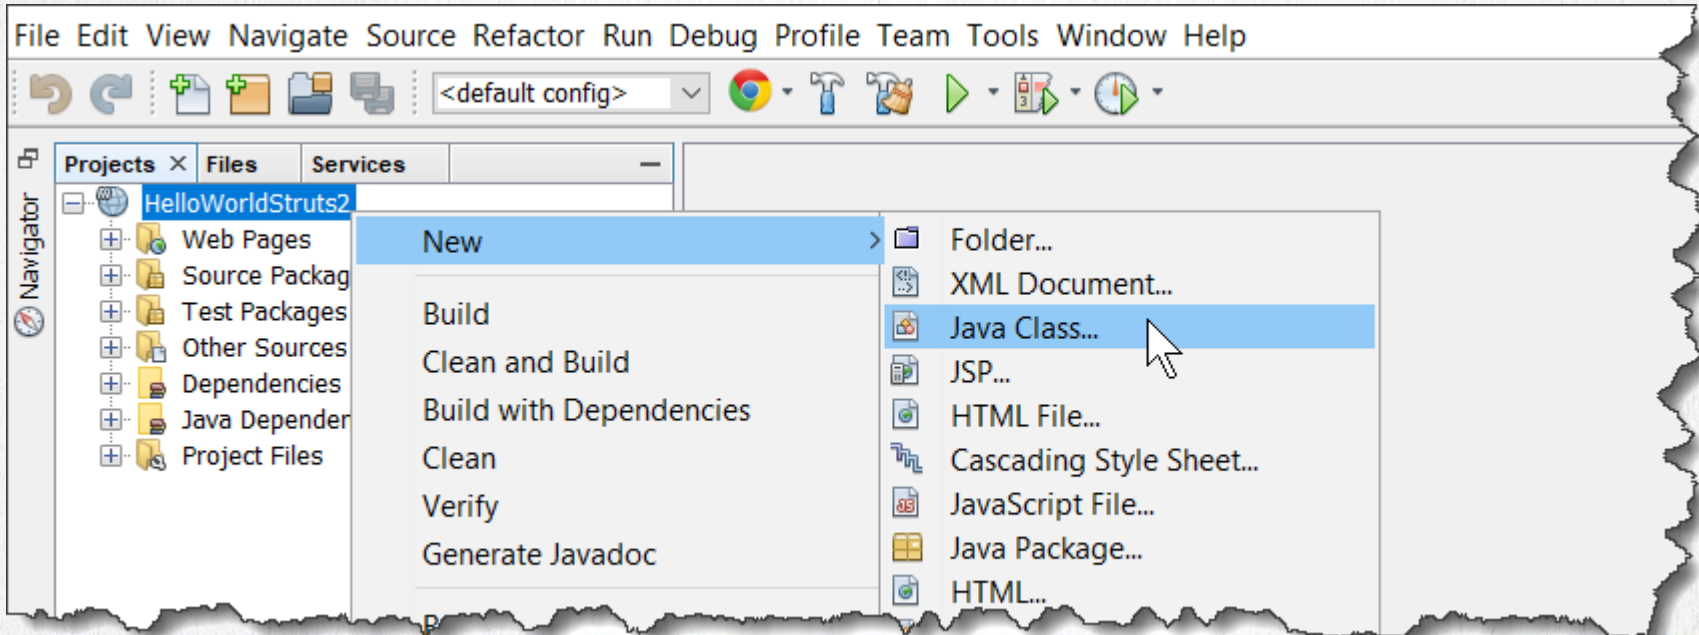 File Edit View Navigate Source Refactor Run Debug Profile Team Tools Window Help
<default config>
Projects Files Services
Navigator
HelloWorldStruts2
Web Pages
Source Packag
Test Packages
Other Sources
Dependencies
Java Depender
Project Files
New
Build
Clean and Build
Build with Dependencies
Clean
Verify
Generate Javadoc
Folder...
XML Document...
Java Class...
JSP...
HTML File...
Cascading Style Sheet...
JavaScript File...
Java Package...
HTML...